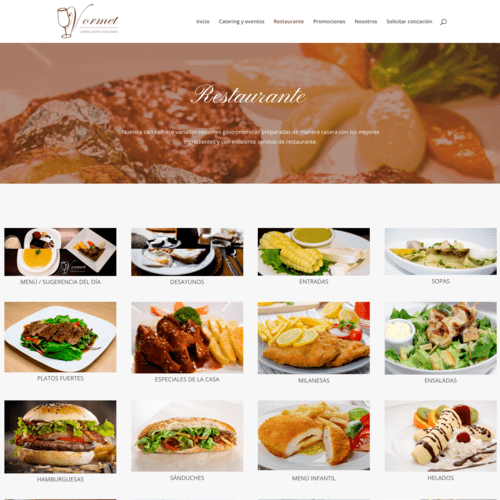 Vormet
Inicio
Catering y eventos
Restaurante
Promociones
Nosotros
Solicitar cotización
Restaurante
Nuestra carta ofrece variadas opciones gastronómicas preparadas de manera casera con los mejores
ingredientes y con excelente servicio de restaurante.
Vormet
MENÚ / SUGERENCIA DEL DÍA
DESAYUNOS
ENTRADAS
SOPAS
PLATOS FUERTES
ESPECIALES DE LA CASA
MILANESAS
ENSALADAS
HAMBURGUESAS
SÁNDUCHES
MENÚ INFANTIL
HELADOS